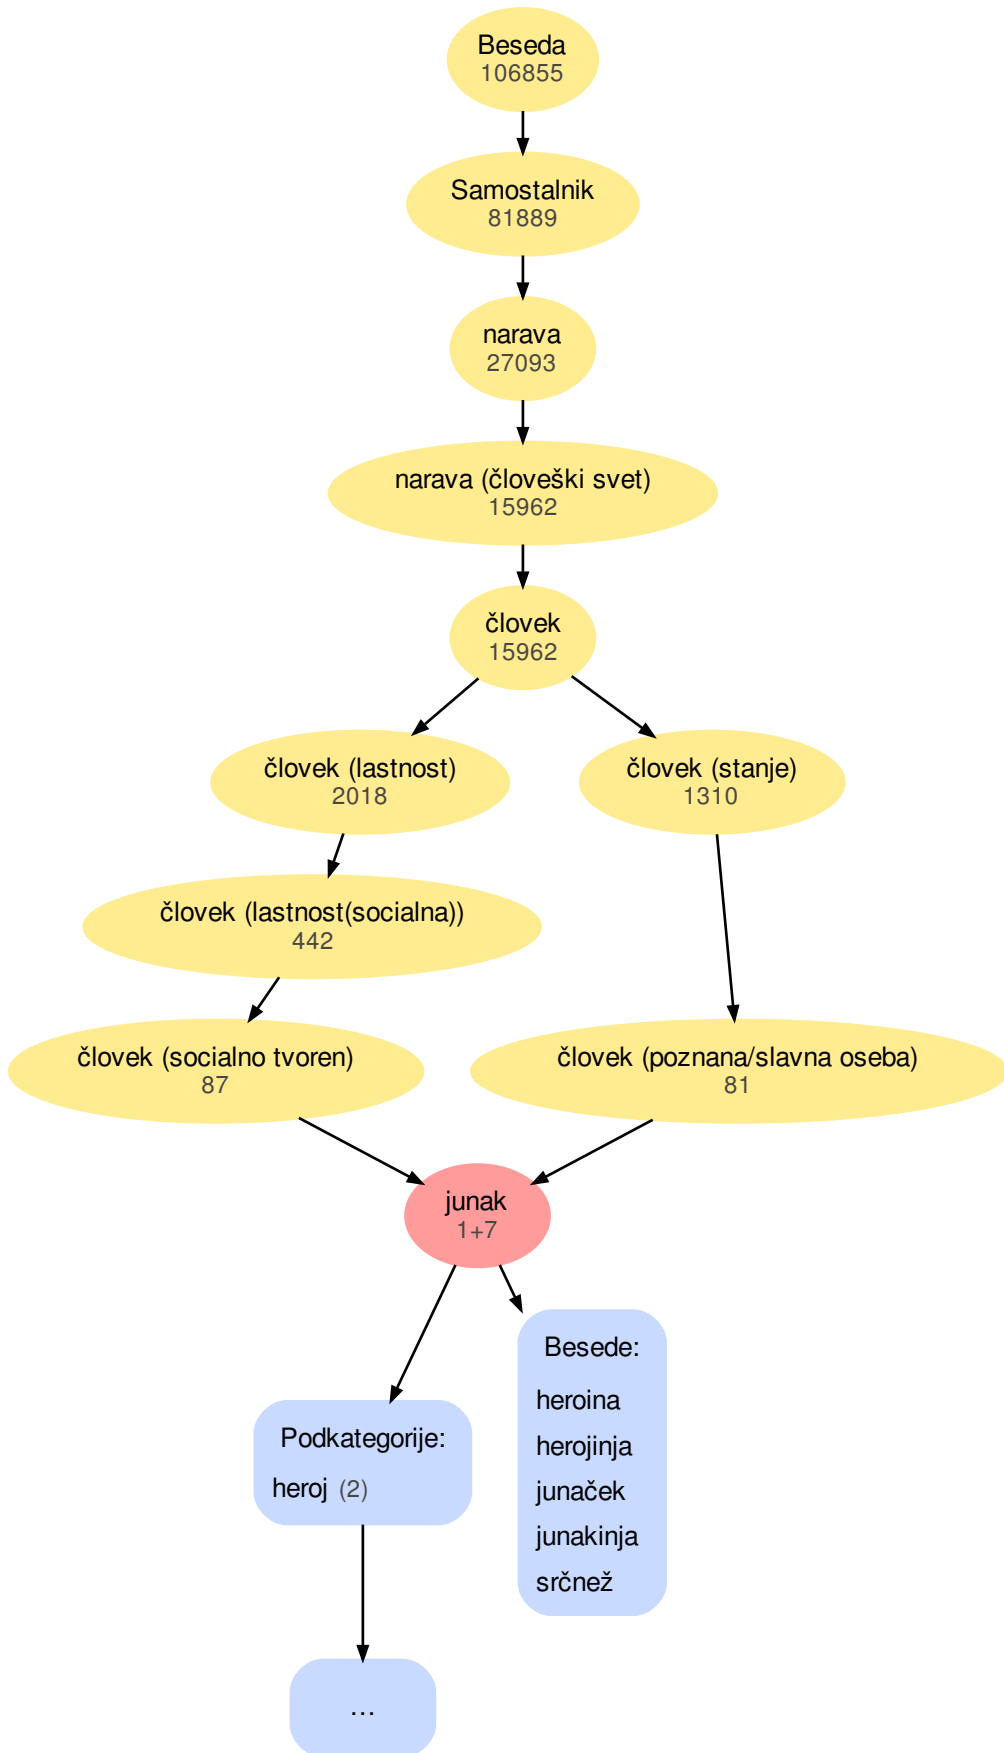 Beseda
106855
Samostalnik
81889
narava
27093
narava (človeški svet)
15962
človek
15962
človek (lastnost)
2018
človek (stanje)
1310
človek (lastnost(socialna))
442
človek (socialno tvoren)
87
človek (poznana/slavna oseba)
81
junak
1+7
Besede:
heroina
herojinja
junaček
junakinja
srčnež
Podkategorije:
heroj (2)
...